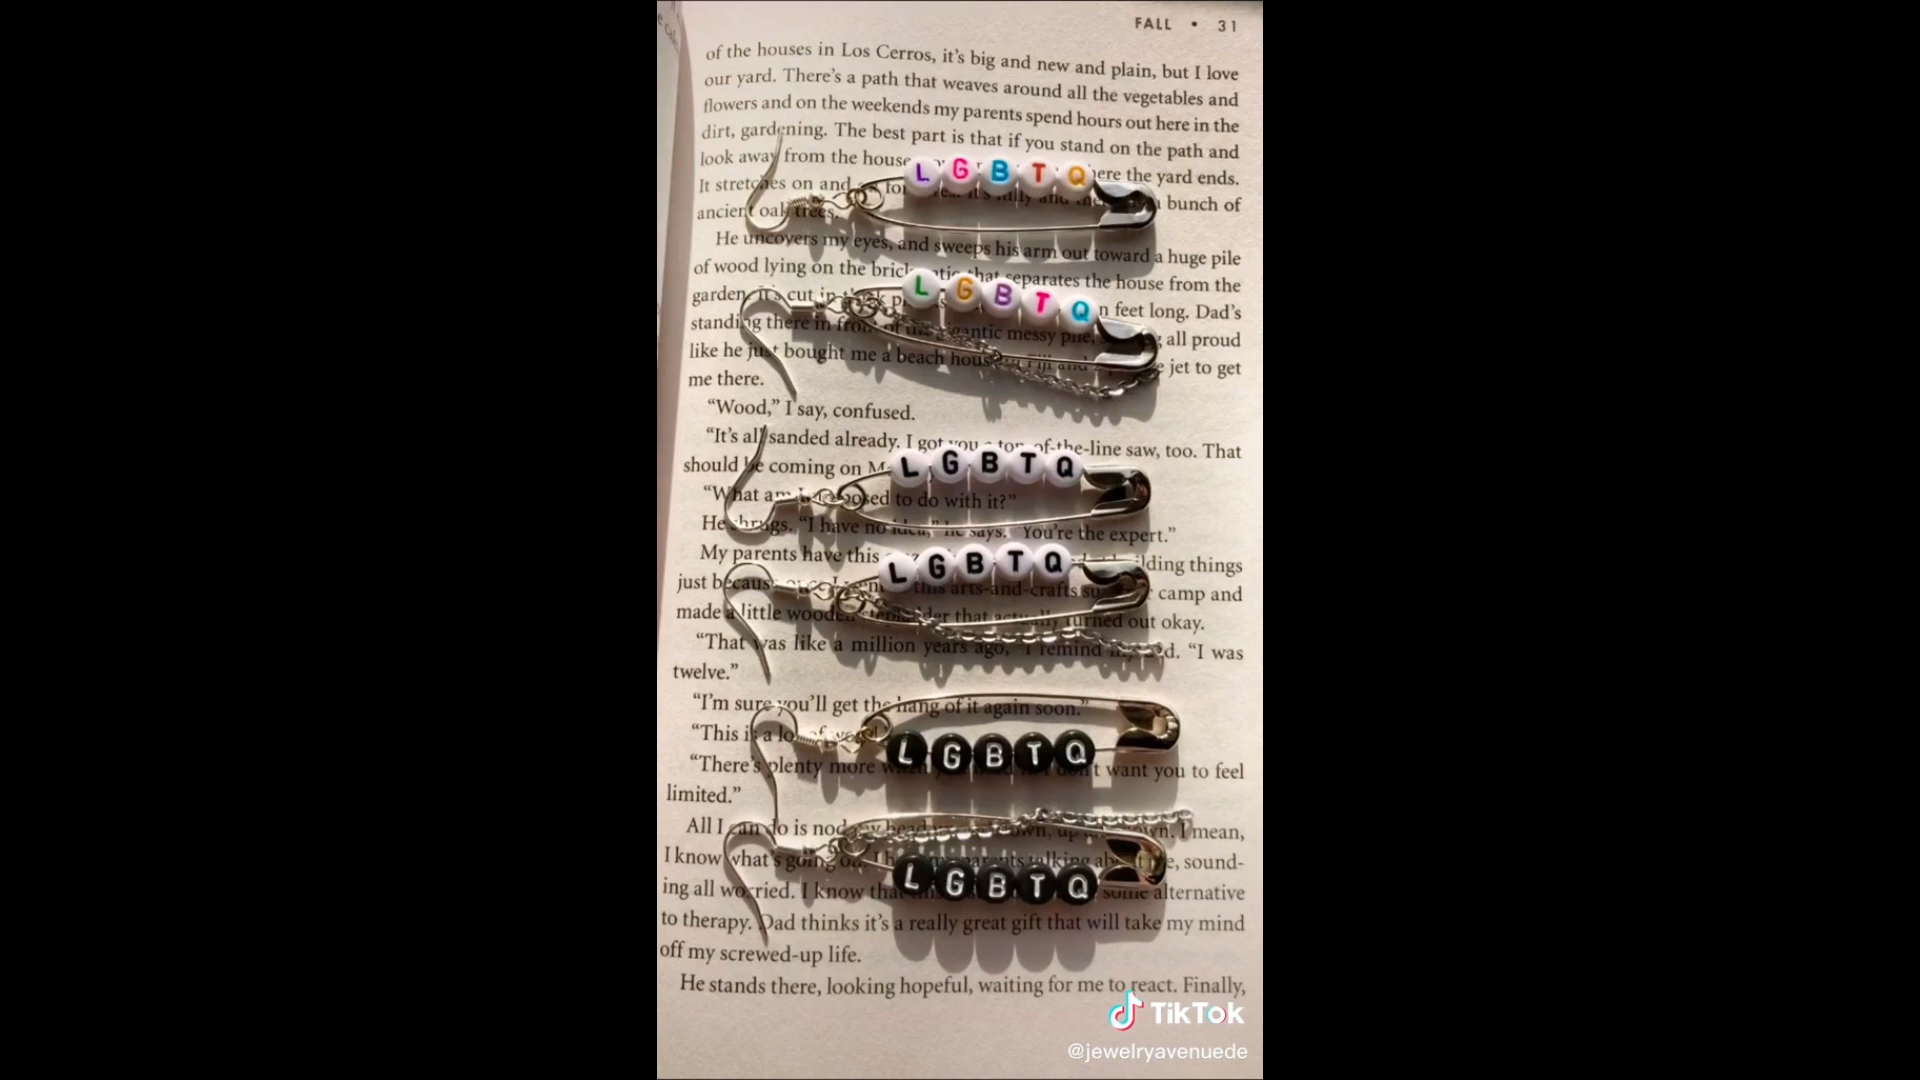 FALL • 31
of the houses in Los Cerros, it's big and new and plain, but I love
our yard. There's a path that weaves around all the vegetables and
flowers and on the weekends my parents spend hours out here in the
dirt, gardening. The best part is that if you stand on the path and
look away from the house
LGBTQ
the yard ends.
It stretches on and
bunch of
ancient oak trees.
He uncovers my eyes, and sweeps his arm out toward a huge pile
of wood lying on the brick that separates the house from the
LGBTQ
garden. It's cut in
feet long. Dad's
standing there in front of gigantic messy pile, all proud
like he just bought me a beach house jet to get
me there.
“Wood,” I say, confused.
“It's all sanded already. I got you a top-of-the-line saw, too. That
should be coming on
LGBTQ
“What am I to do with it?”
He shrugs. “I have no idea,” he says. “You're the expert.”
My parents have this
LGBTQ
things
just this arts-and-crafts camp and
made a little wooden that actually turned out okay.
“That was like a million years ago,” I remind “I was
twelve.”
“I'm sure you'll get the hang of it again soon.”
“This is a lot of
LGBTQ
“There's plenty more want you to feel
limited.”
All I can do is nod my head I mean,
I know what's going on. parents talking sound-
LGBTQ
ing all worried. I know some alternative
to therapy. Dad thinks it's a really great gift that will take my mind
off my screwed-up life.
He stands there, looking hopeful, waiting for me to react. Finally,
TikTok
@jewelryavenuede